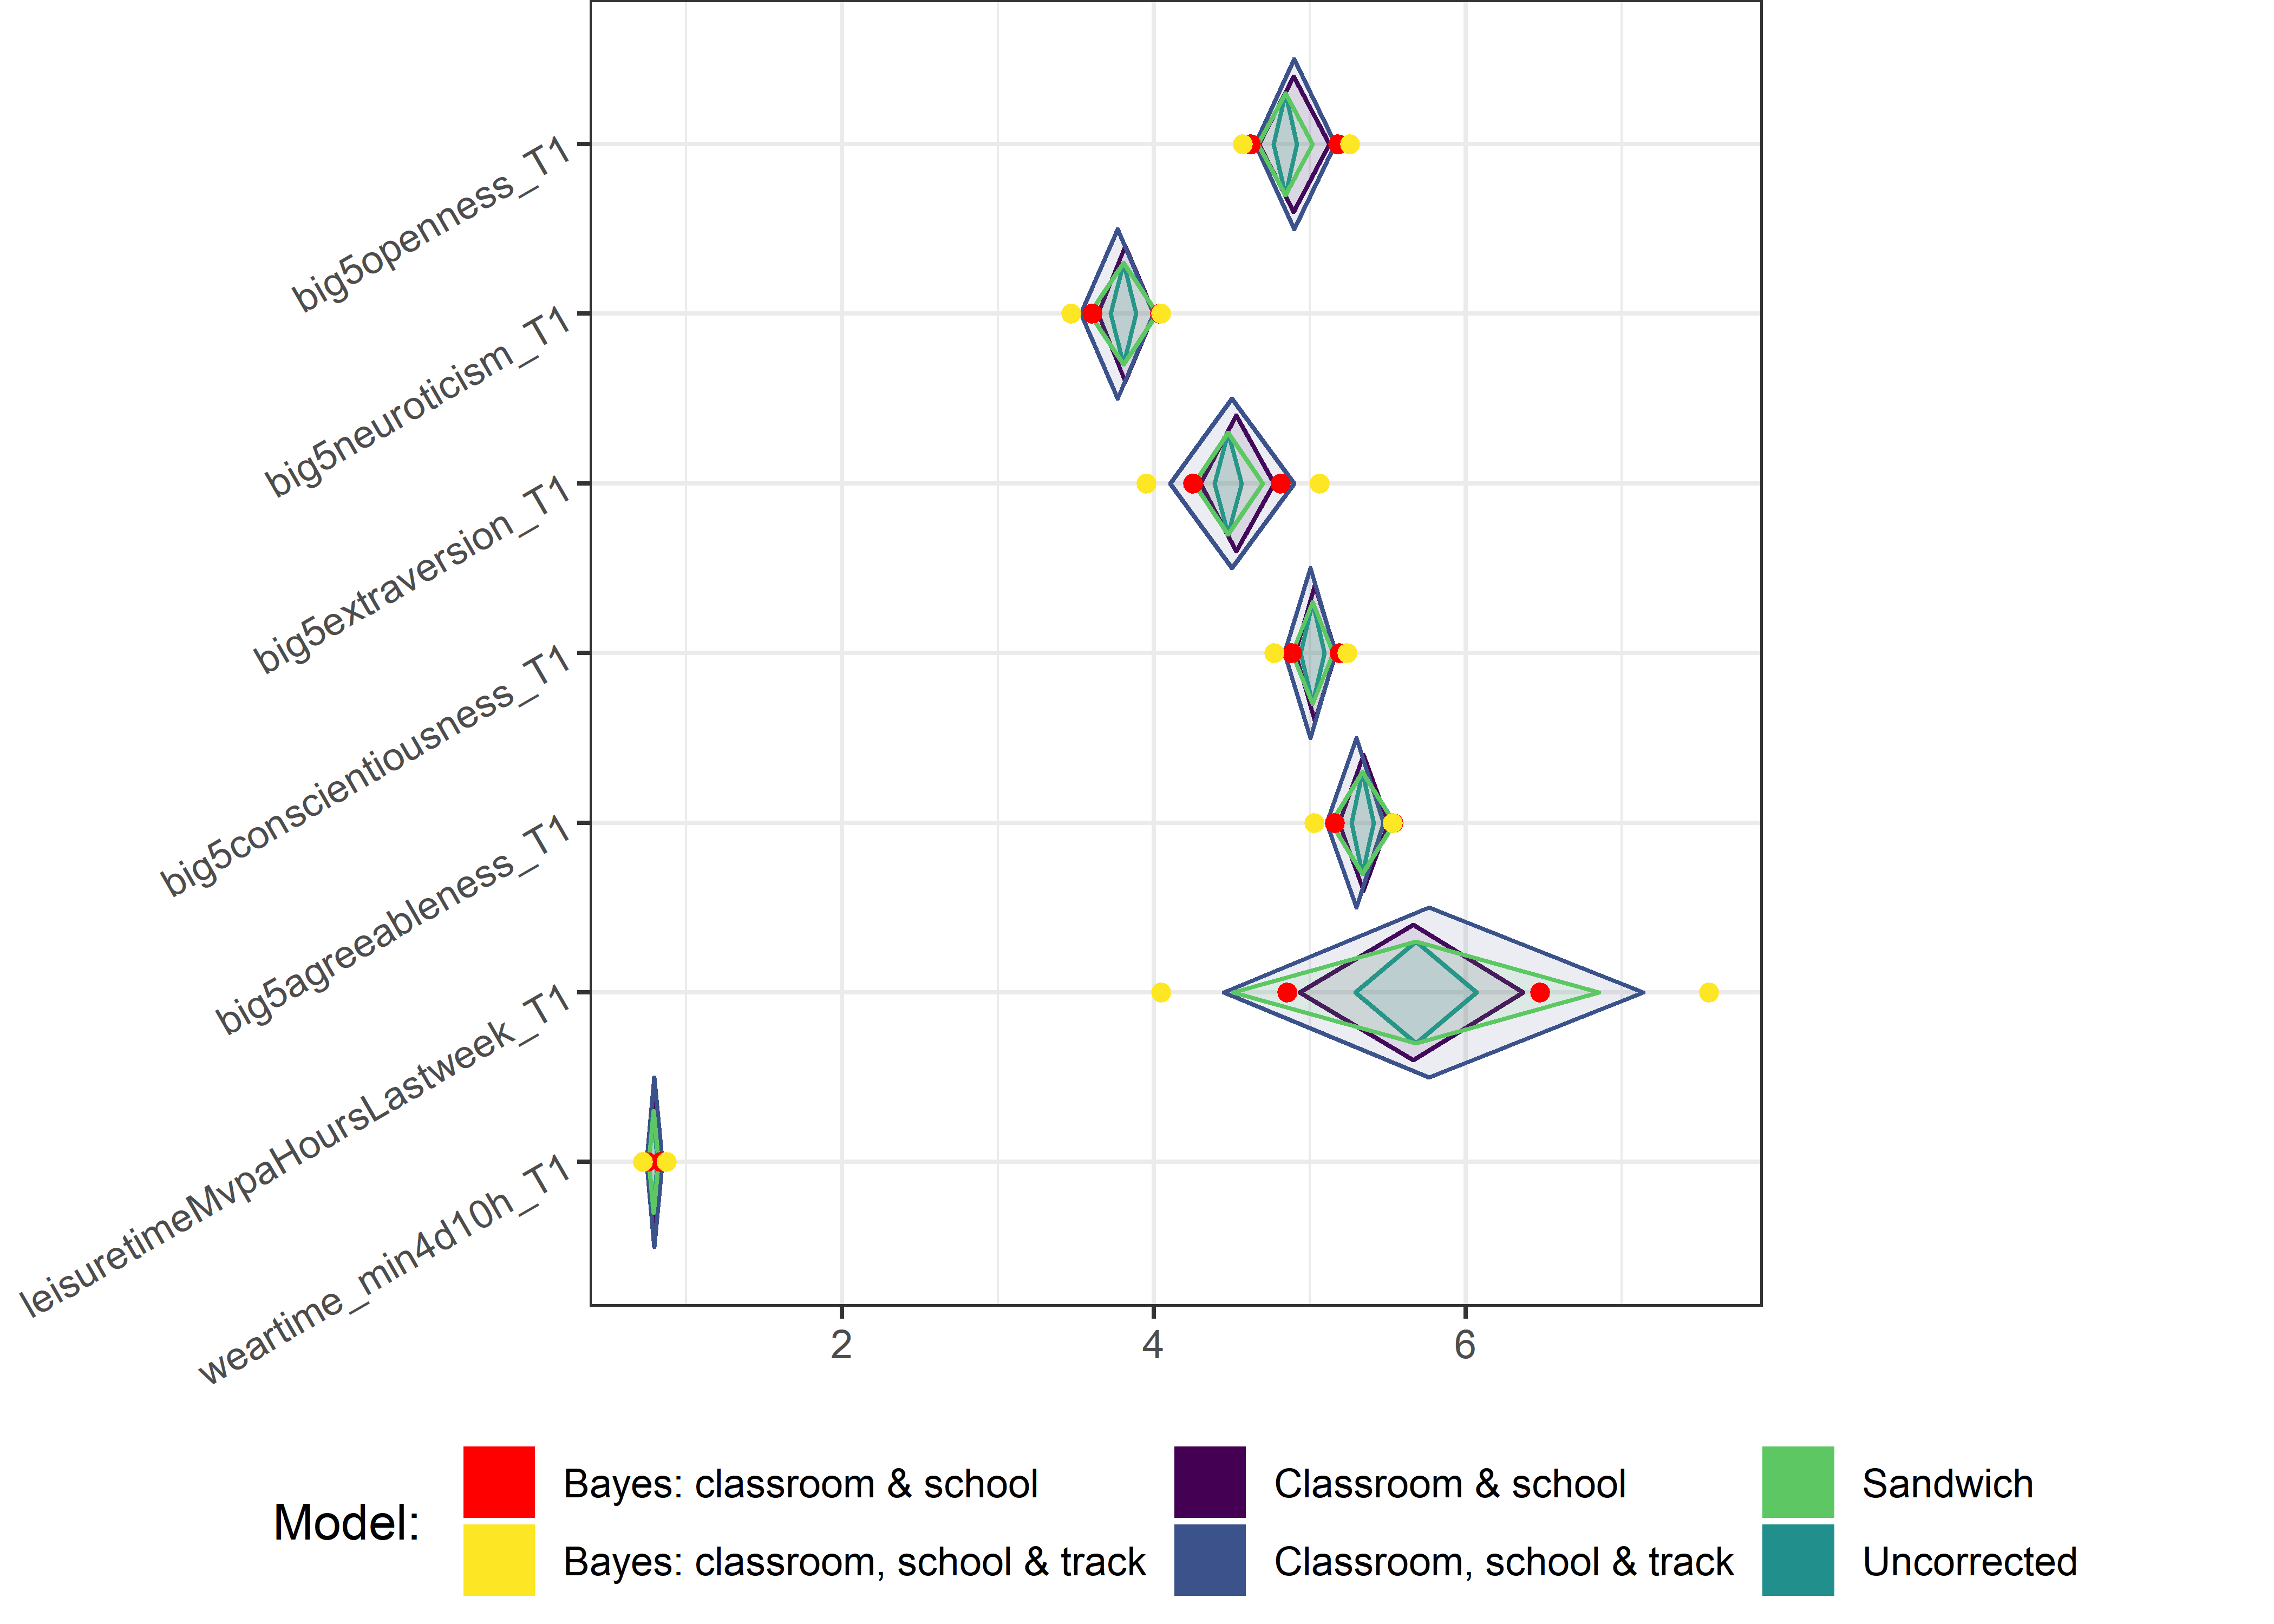 big5openness_T1
big5neuroticism_T1
big5extraversion_T1
big5conscientiousness_T1
big5agreeableness_T1
leisuretimeMvpaHoursLastweek_T1
weartime_min4d10h_T1
2 4 6
Model:
Bayes: classroom & school
Bayes: classroom, school & track
Classroom & school
Classroom, school & track
Sandwich
Uncorrected